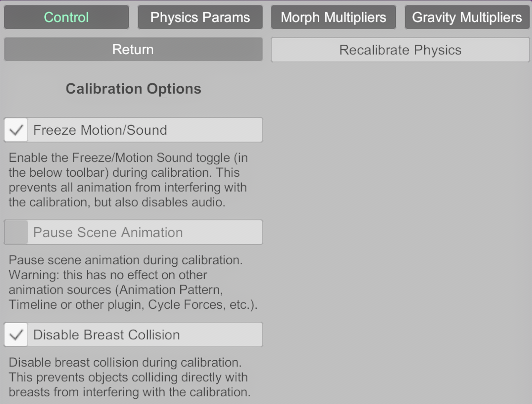 Control
Physics Params
Morph Multipliers
Gravity Multipliers
Return
Recalibrate Physics
Calibration Options
Freeze Motion/Sound
Enable the Freeze/Motion Sound toggle (in
the below toolbar) during calibration. This
prevents all animation from interfering with
the calibration, but also disables audio.
Pause Scene Animation
Pause scene animation during calibration.
Warning: this has no effect on other
animation sources (Animation Pattern,
Timeline or other plugin, Cycle Forces, etc.).
Disable Breast Collision
Disable breast collision during calibration.
This prevents objects colliding directly with
breasts from interfering with the calibration.